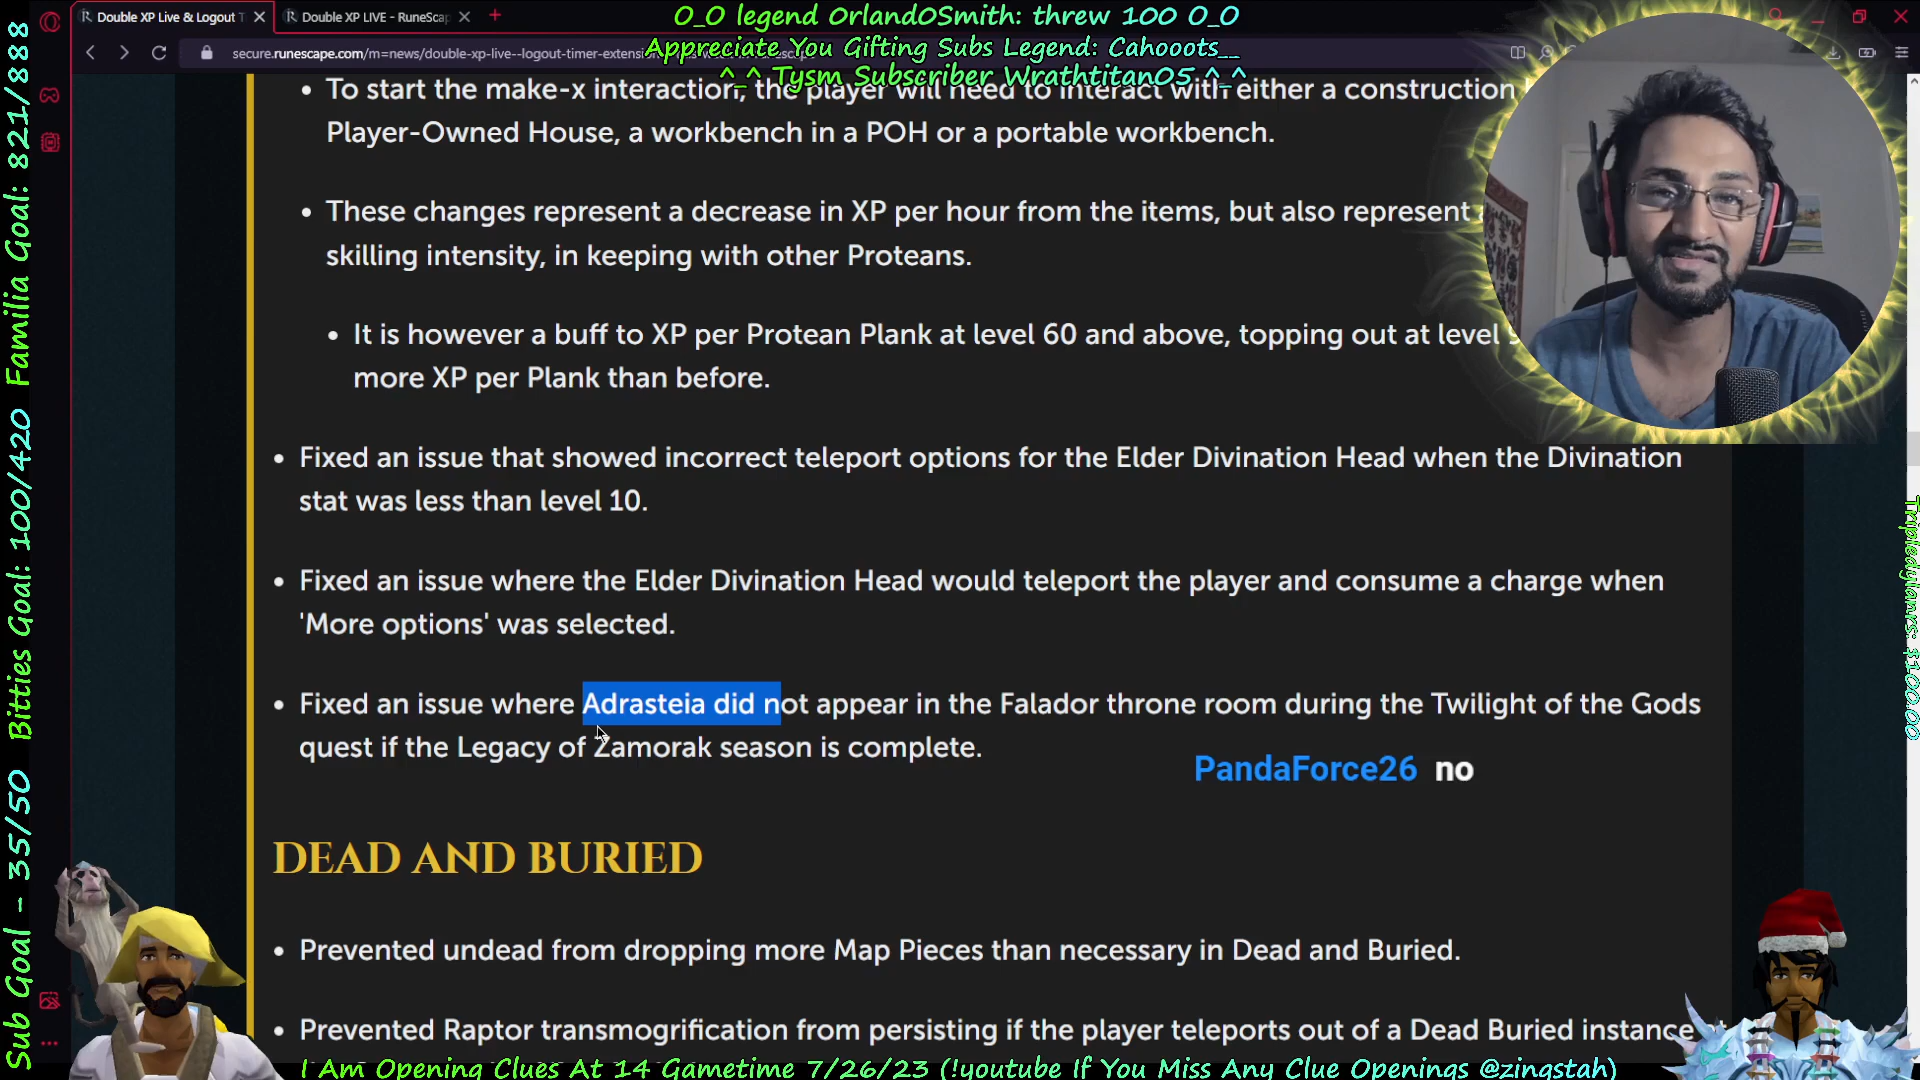 Double XP Live & Logout T
Double XP LIVE - RuneScap
secure.runescape.com/m=news/double-xp-live--logout-timer-extension
O_O legend OrlandOSmith: threw 100 O_O
Appreciate You Gifting Subs Legend: Cahooots__
^_^ Tysm Subscriber Wrathtitan05 ^_^
To start the make-x interaction, the player will need to interact with either a construction
Player-Owned House, a workbench in a POH or a portable workbench.
These changes represent a decrease in XP per hour from the items, but also represent
skilling intensity, in keeping with other Proteans.
It is however a buff to XP per Protean Plank at level 60 and above, topping out at level
more XP per Plank than before.
Fixed an issue that showed incorrect teleport options for the Elder Divination Head when the Divination
stat was less than level 10.
Fixed an issue where the Elder Divination Head would teleport the player and consume a charge when
'More options' was selected.
Fixed an issue where Adrasteia did not appear in the Falador throne room during the Twilight of the Gods
quest if the Legacy of Zamorak season is complete.
PandaForce26 no
DEAD AND BURIED
Prevented undead from dropping more Map Pieces than necessary in Dead and Buried.
Prevented Raptor transmogrification from persisting if the player teleports out of a Dead Buried instance
I Am Opening Clues At 14 Gametime 7/26/23 (!youtube If You Miss Any Clue Openings @zingstah)
Sub Goal - 35/50 Bitties Goal: 100/420 Familia Goal: 821/888
Tripledylanrs: $1000.00